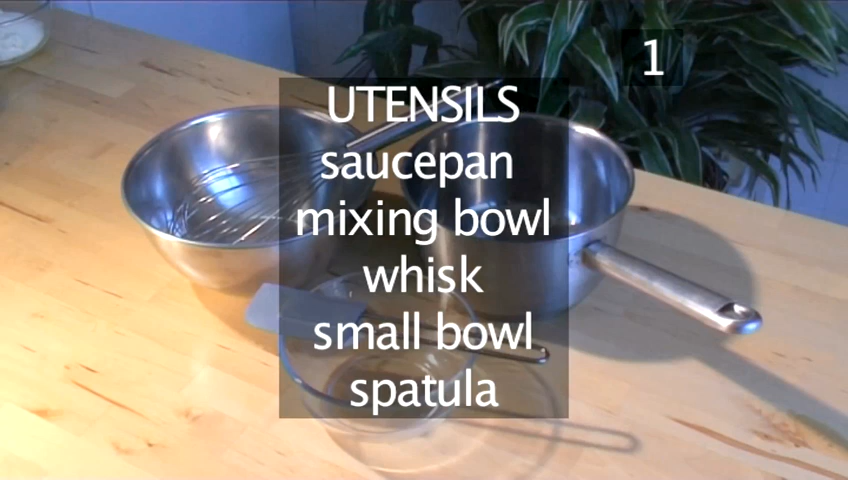 1
UTENSILS
saucepan
mixing bowl
whisk
small bowl
spatula